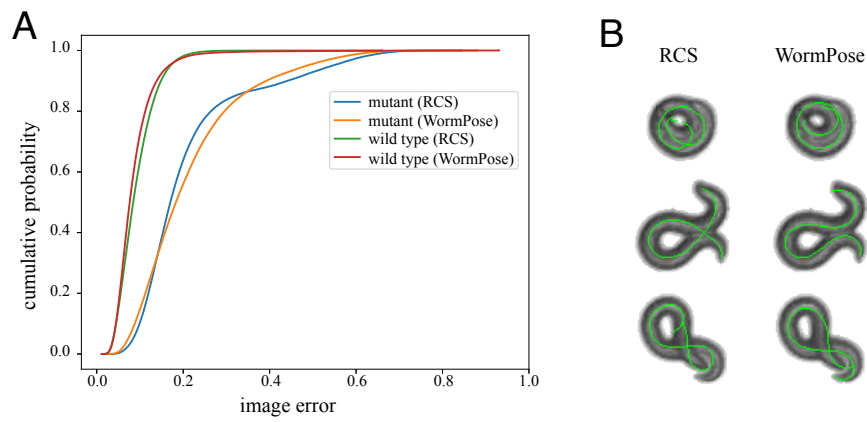 A
1.0
0.8
0.6
0.4
0.2
0.0
cumulative probability
0.0 0.2 0.4 0.6 0.8 1.0
image error
mutant (RCS)
mutant (WormPose)
wild type (RCS)
wild type (WormPose)
B
RCS WormPose